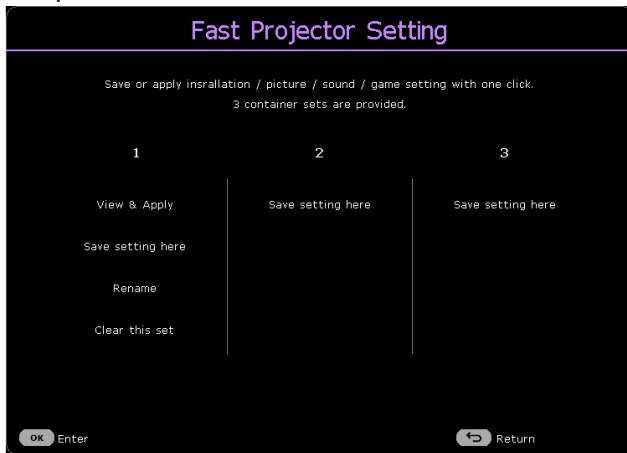 Fast Projector Setting
Save or apply insrallation / picture / sound / game setting with one click.
3 container sets are provided.
1 2 3
View & Apply Save setting here Save setting here
Save setting here
Rename
Clear this set
OK Enter Return